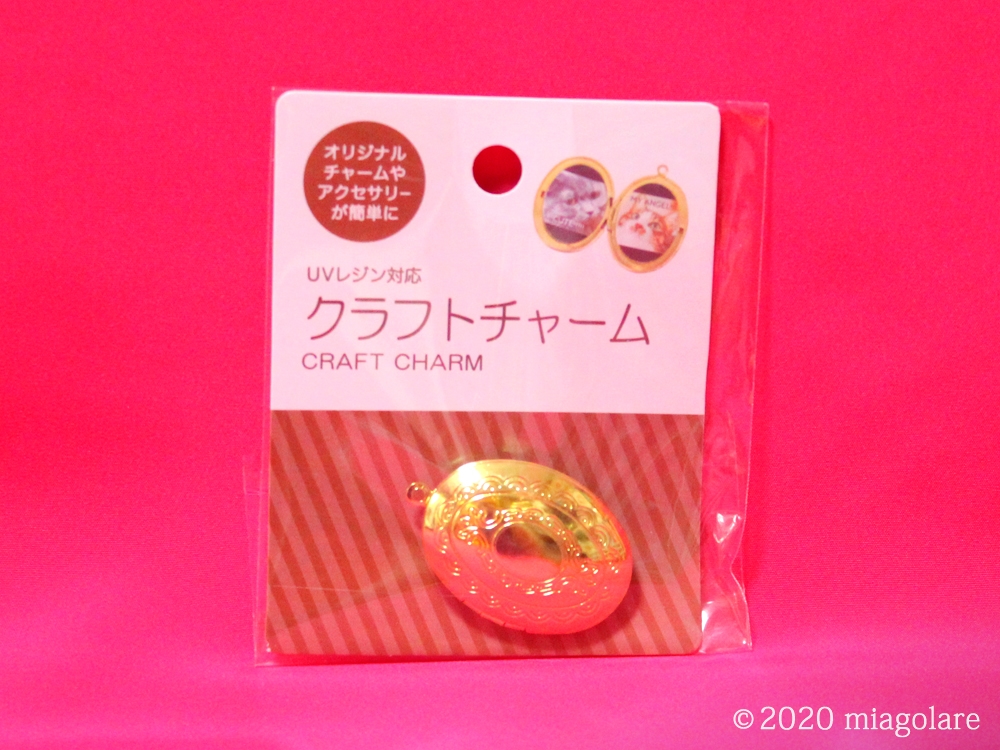 オリジナル
チャームや
アクセサリー
が簡単に
MY ANGEL
UVレジン対応
クラフトチャーム
CRAFT CHARM
©2020 miagolare